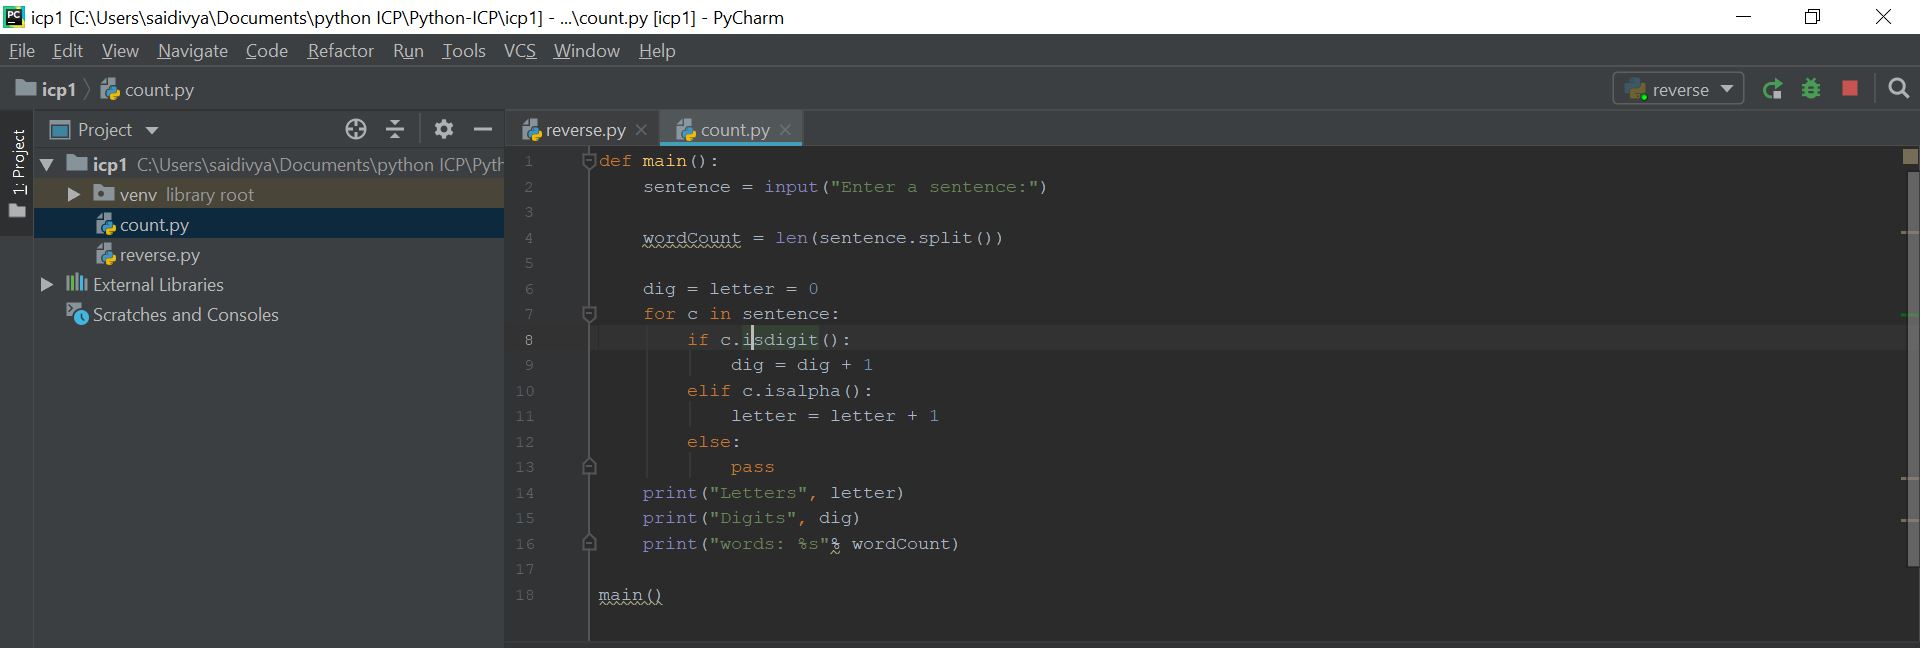 PC icp1 [C:\Users\saidivya\Documents\python ICP\Python-ICP\icp1] - ...\count.py [icp1] - PyCharm
File Edit View Navigate Code Refactor Run Tools VCS Window Help
icp1 count.py reverse
1: Project
Project
icp1 C:\Users\saidivya\Documents\python ICP\Pyth
venv library root
count.py
reverse.py
External Libraries
Scratches and Consoles
reverse.py count.py
1 def main():
2     sentence = input("Enter a sentence:")
3
4     wordCount = len(sentence.split())
5
6     dig = letter = 0
7     for c in sentence:
8         if c.isdigit():
9             dig = dig + 1
10         elif c.isalpha():
11             letter = letter + 1
12         else:
13             pass
14     print("Letters", letter)
15     print("Digits", dig)
16     print("words: %s"% wordCount)
17
18 main()